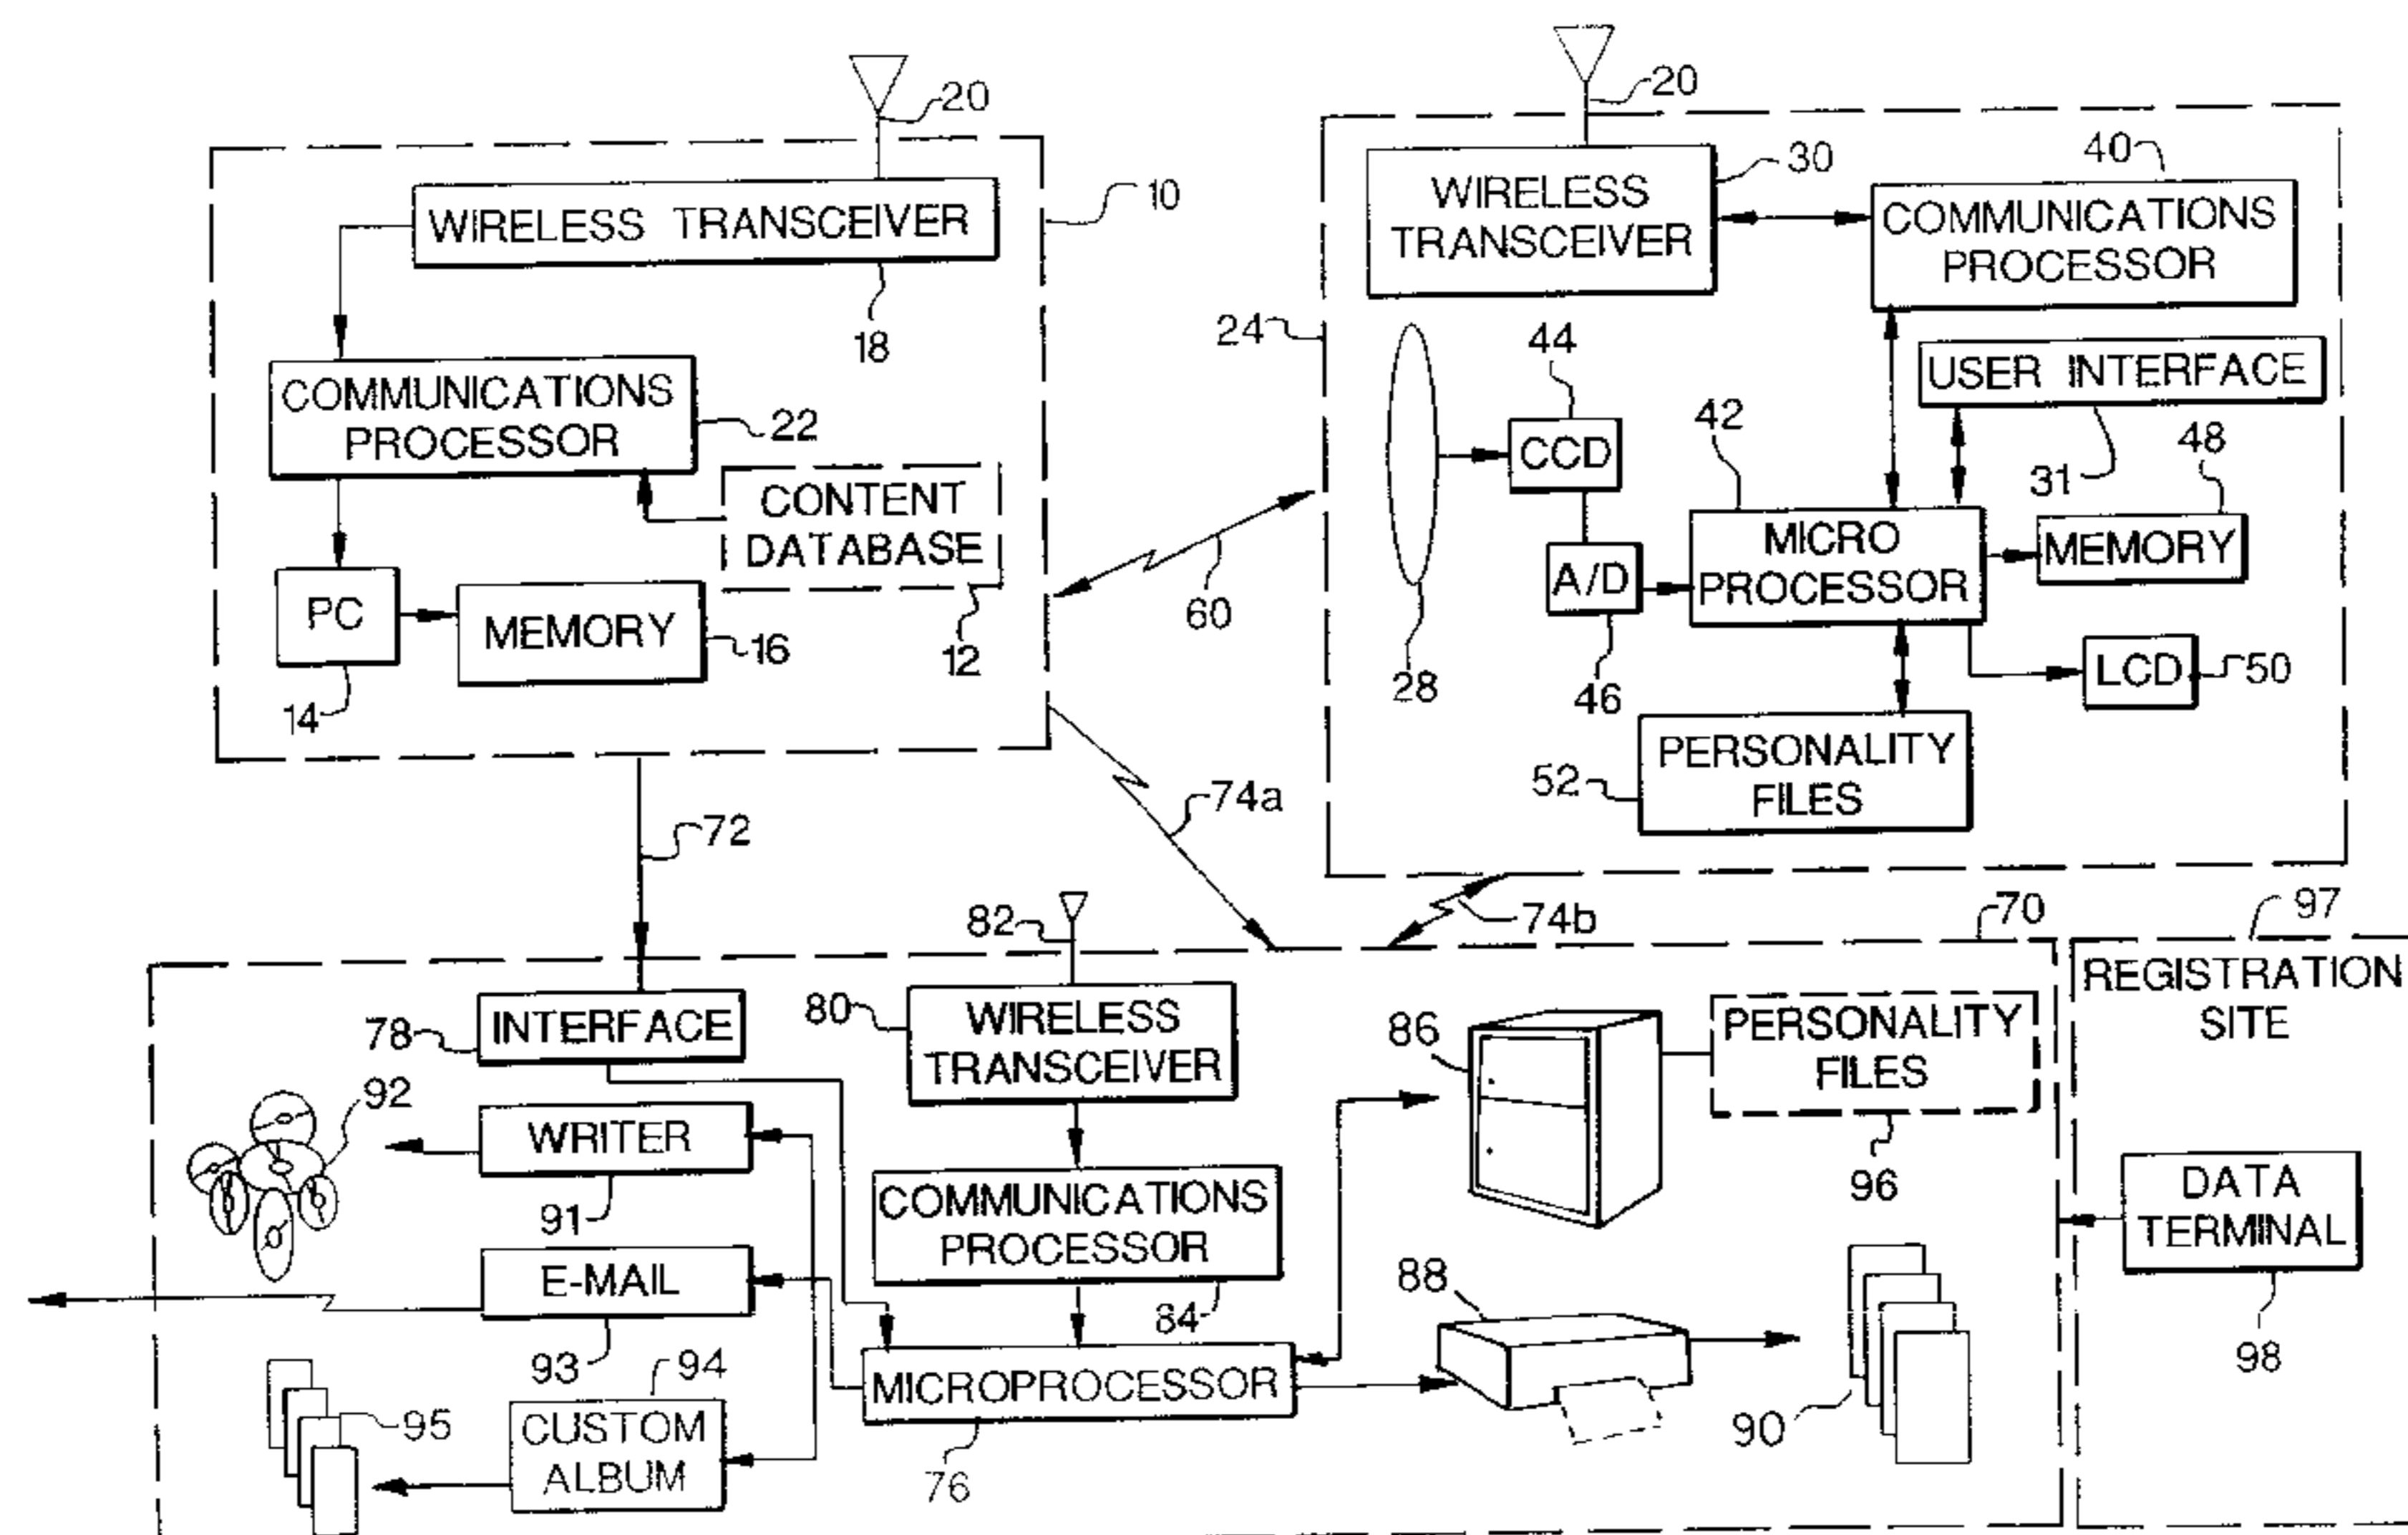 20
10
WIRELESS TRANSCEIVER
18
COMMUNICATIONS
PROCESSOR
22
CONTENT
DATABASE
12
PC
14
MEMORY
16
60
20
24
WIRELESS
TRANSCEIVER
30
40
COMMUNICATIONS
PROCESSOR
USER INTERFACE
31
44
CCD
28
A/D
46
42
MICRO
PROCESSOR
48
MEMORY
LCD
50
52
PERSONALITY
FILES
72
74a
74b
70
82
78
INTERFACE
80
WIRELESS
TRANSCEIVER
92
WRITER
91
E-MAIL
93
COMMUNICATIONS
PROCESSOR
84
95
94
CUSTOM
ALBUM
MICROPROCESSOR
76
86
PERSONALITY
FILES
96
88
90
97
REGISTRATION
SITE
DATA
TERMINAL
98